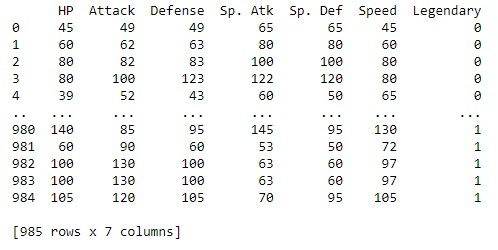 HP Attack Defense Sp. Atk Sp. Def Speed Legendary
0 45 49 49 65 65 45 0
1 60 62 63 80 80 60 0
2 80 82 83 100 100 80 0
3 80 100 123 122 120 80 0
4 39 52 43 60 50 65 0
.. ... ... ... ... ... ... ...
980 140 85 95 145 95 130 1
981 60 90 60 53 50 72 1
982 100 130 100 63 60 97 1
983 100 130 100 63 60 97 1
984 105 120 105 70 95 105 1
[985 rows x 7 columns]